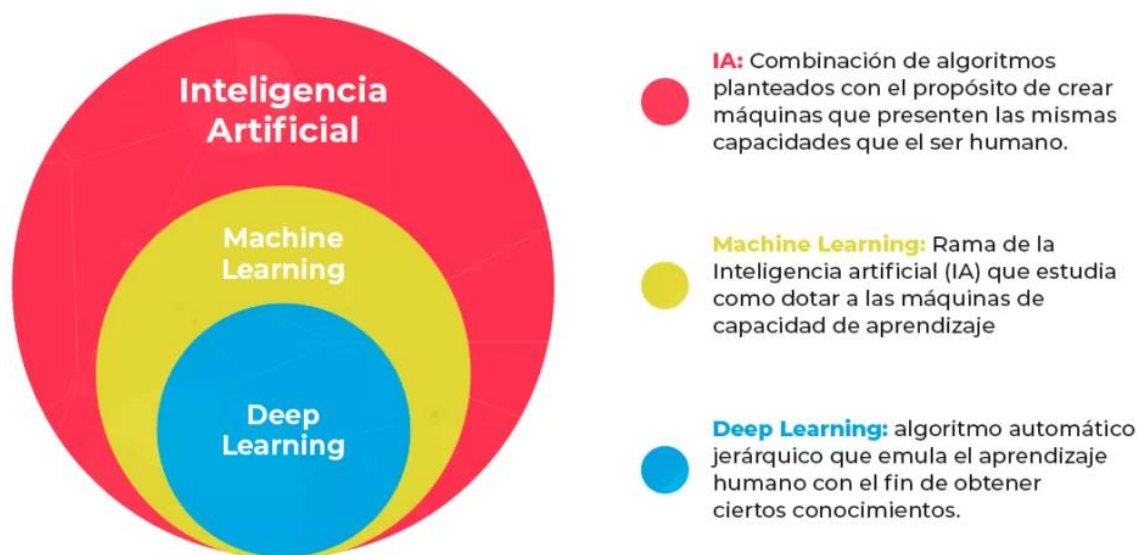 Inteligencia
Artificial
Machine
Learning
Deep
Learning
IA: Combinación de algoritmos
planteados con el propósito de crear
máquinas que presenten las mismas
capacidades que el ser humano.
Machine Learning: Rama de la
Inteligencia artificial (IA) que estudia
como dotar a las máquinas de
capacidad de aprendizaje
Deep Learning: algoritmo automático
jerárquico que emula el aprendizaje
humano con el fin de obtener
ciertos conocimientos.